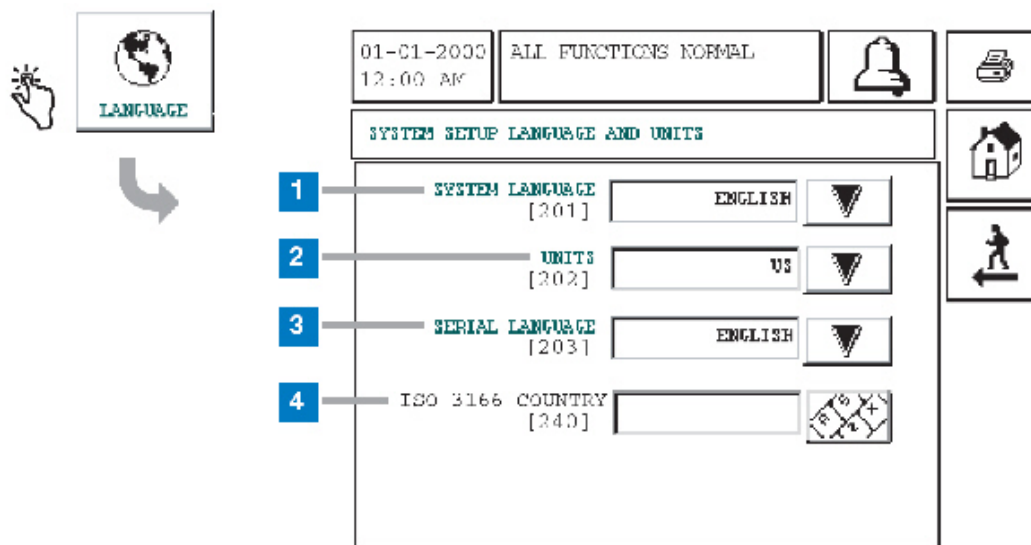 LANGUAGE
01-01-2000
12:00 AM
ALL FUNCTIONS NORMAL
SYSTEM SETUP LANGUAGE AND UNITS
1
SYSTEM LANGUAGE
[201]
ENGLISH
2
UNITS
[202]
US
3
SERIAL LANGUAGE
[203]
ENGLISH
4
ISO 3166 COUNTRY
[240]